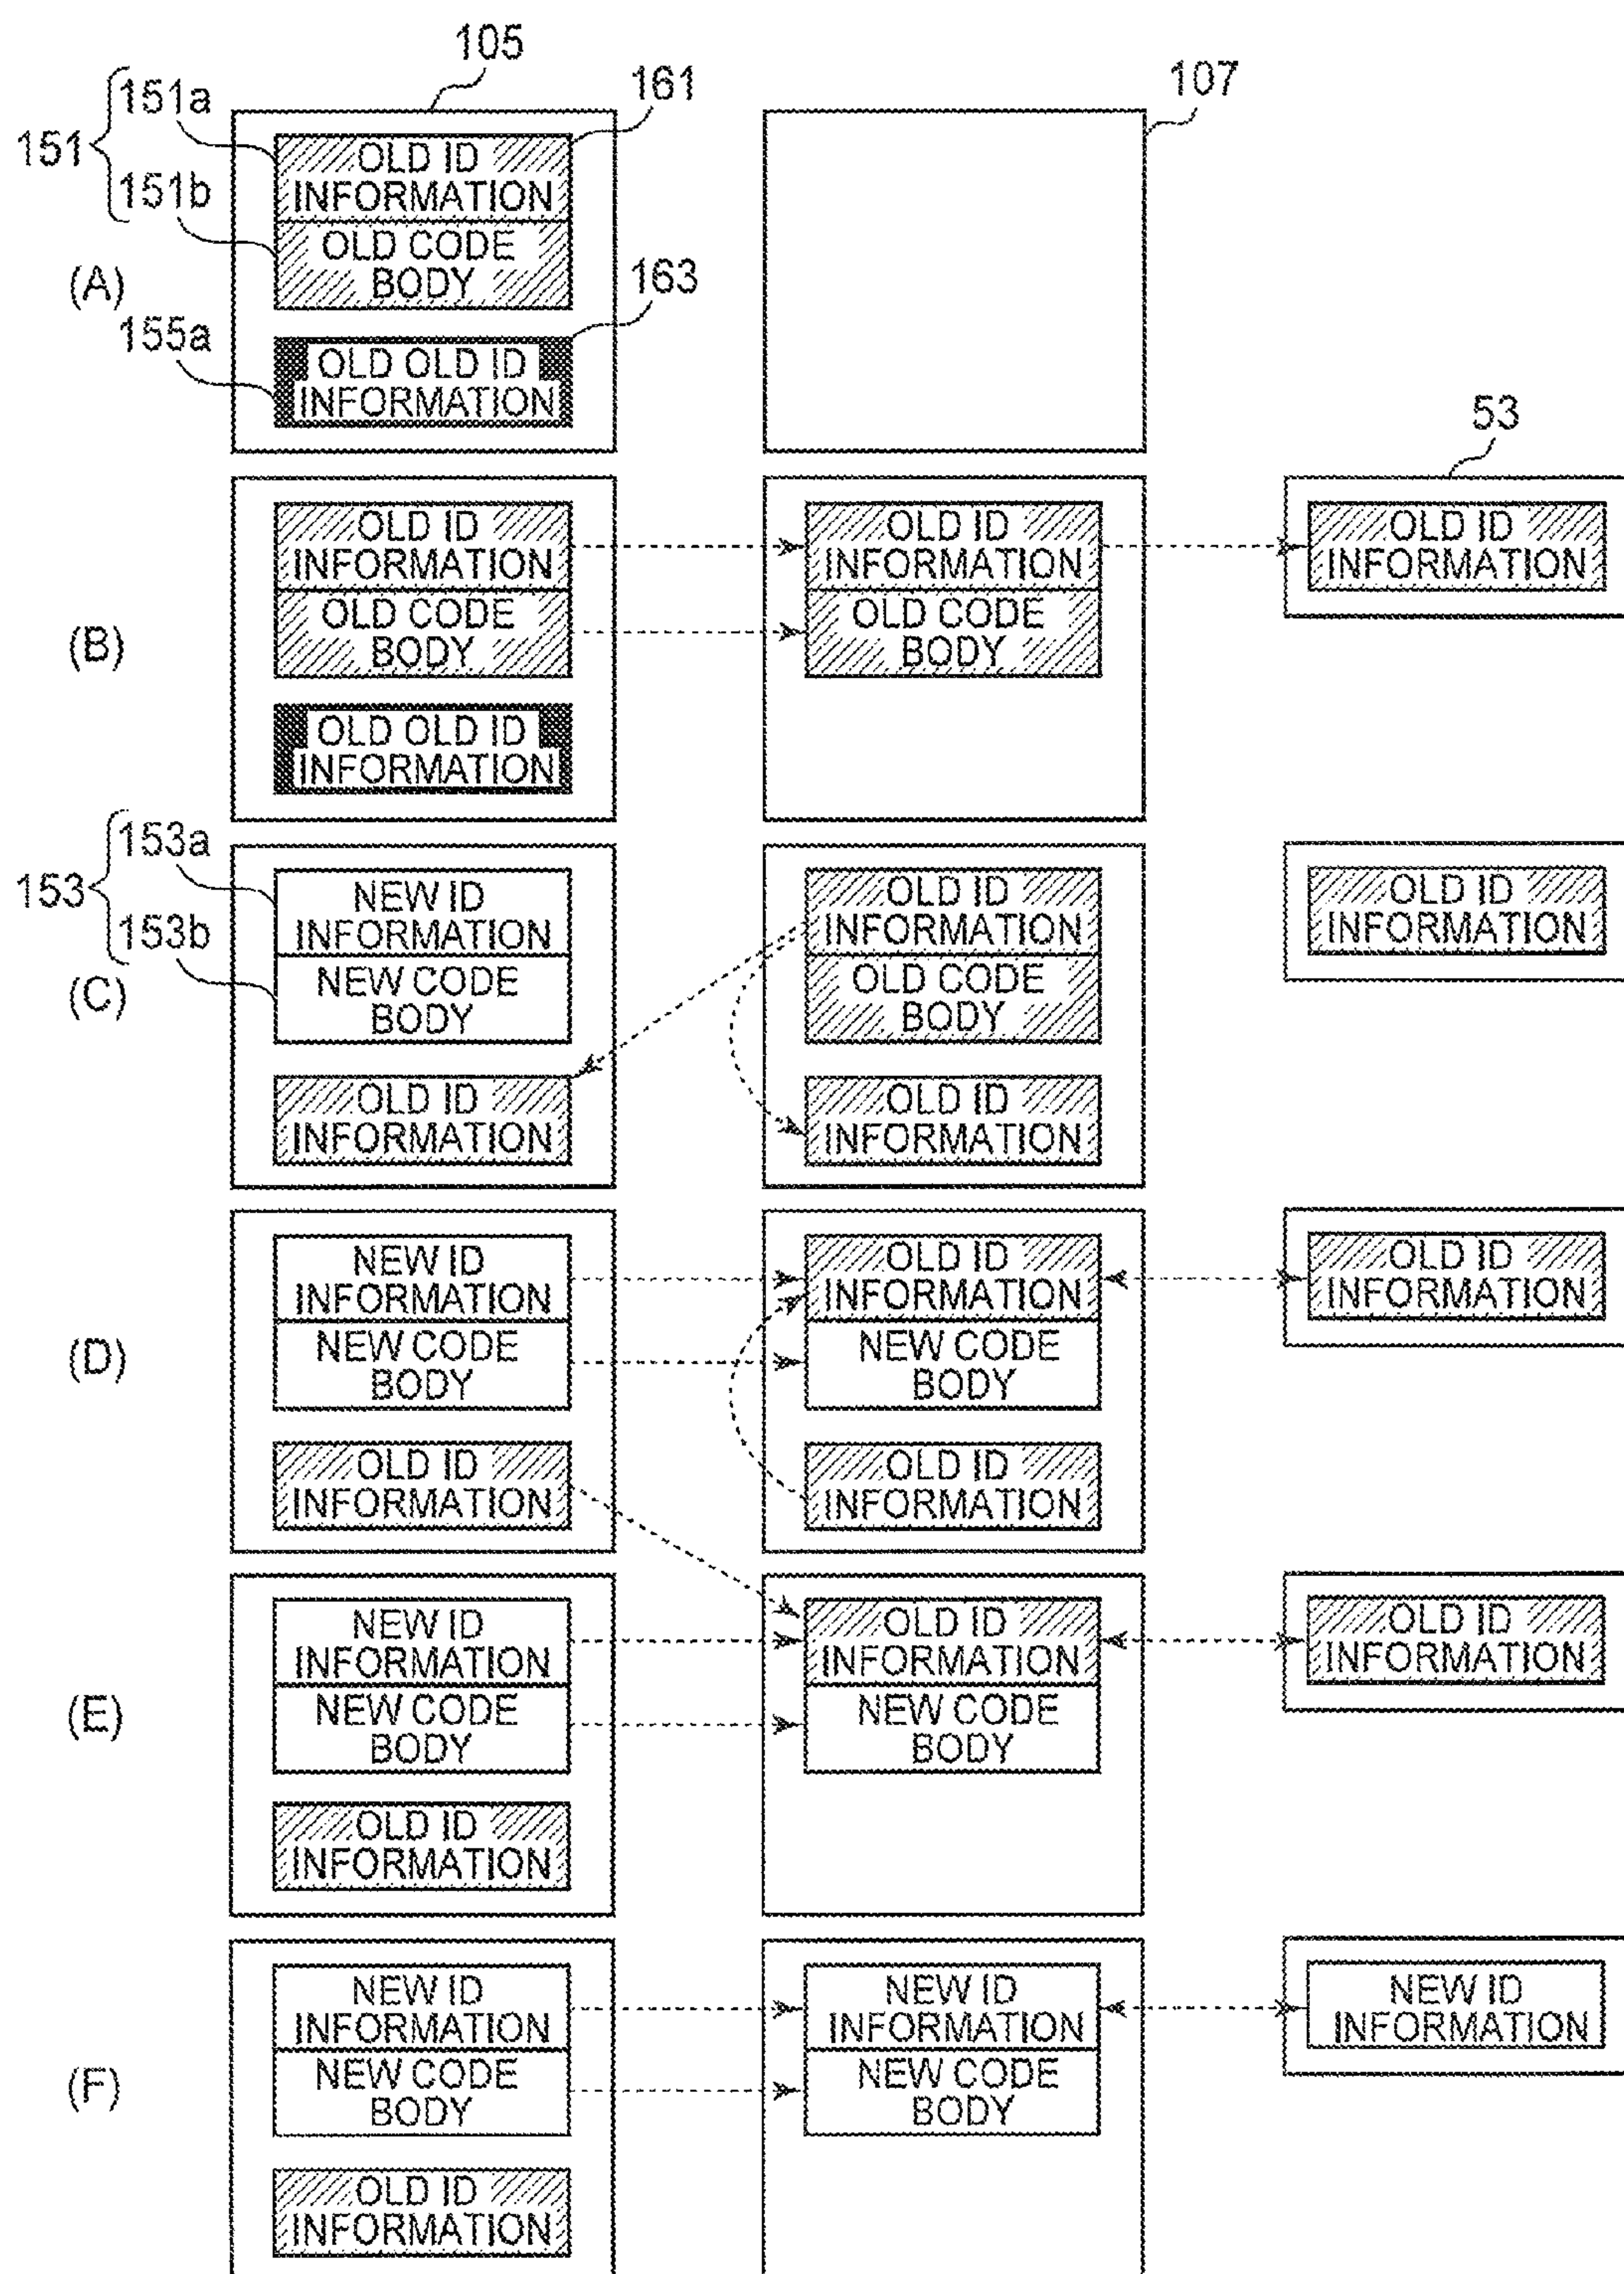 105
151a
161
107
151
OLD ID
INFORMATION
151b
OLD CODE
BODY
(A)
163
155a
OLD OLD ID
INFORMATION
53
OLD ID
INFORMATION
OLD ID
INFORMATION
OLD ID
INFORMATION
OLD CODE
BODY
OLD CODE
BODY
(B)
OLD OLD ID
INFORMATION
153a
153
153b
NEW ID
INFORMATION
OLD ID
INFORMATION
OLD ID
INFORMATION
(C)
NEW CODE
BODY
OLD CODE
BODY
OLD ID
INFORMATION
OLD ID
INFORMATION
NEW ID
INFORMATION
OLD ID
INFORMATION
OLD ID
INFORMATION
(D)
NEW CODE
BODY
NEW CODE
BODY
OLD ID
INFORMATION
OLD ID
INFORMATION
NEW ID
INFORMATION
OLD ID
INFORMATION
OLD ID
INFORMATION
(E)
NEW CODE
BODY
NEW CODE
BODY
OLD ID
INFORMATION
NEW ID
INFORMATION
NEW ID
INFORMATION
NEW ID
INFORMATION
(F)
NEW CODE
BODY
NEW CODE
BODY
OLD ID
INFORMATION